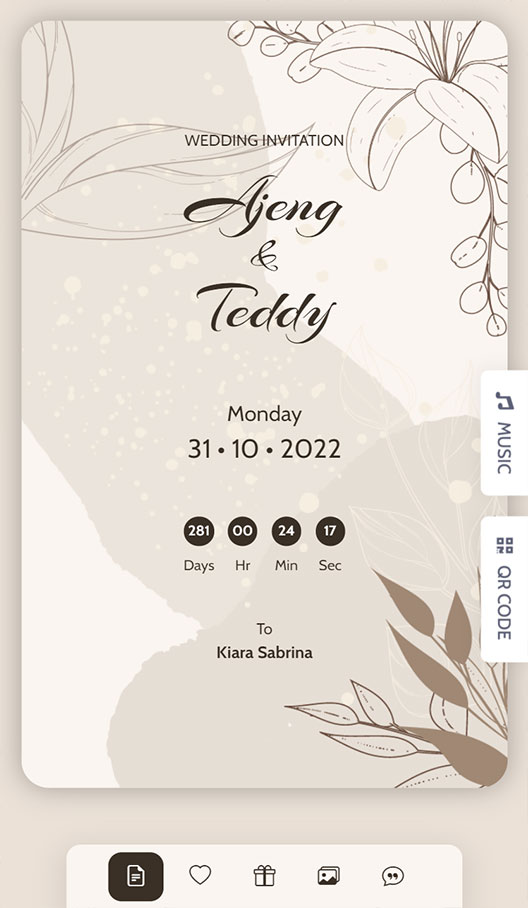 WEDDING INVITATION
Ajeng
&
Teddy
Monday
31 • 10 • 2022
281 00 24 17
Days Hr Min Sec
To
Kiara Sabrina
MUSIC
QR CODE